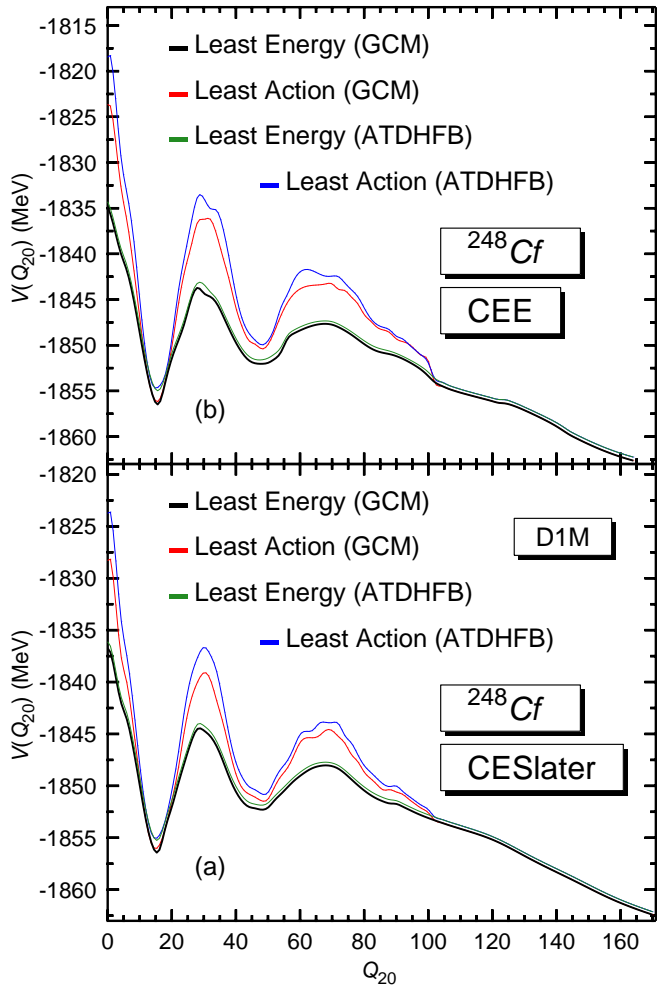 -1815
-1820
-1825
-1830
-1835
-1840
-1845
-1850
-1855
-1860
V(Q20) (MeV)
Least Energy (GCM)
Least Action (GCM)
Least Energy (ATDHFB)
Least Action (ATDHFB)
248Cf
CEE
(b)
-1820
-1825
-1830
-1835
-1840
-1845
-1850
-1855
-1860
V(Q20) (MeV)
Least Energy (GCM)
Least Action (GCM)
D1M
Least Energy (ATDHFB)
Least Action (ATDHFB)
248Cf
CESlater
(a)
0 20 40 60 80 100 120 140 160
Q20